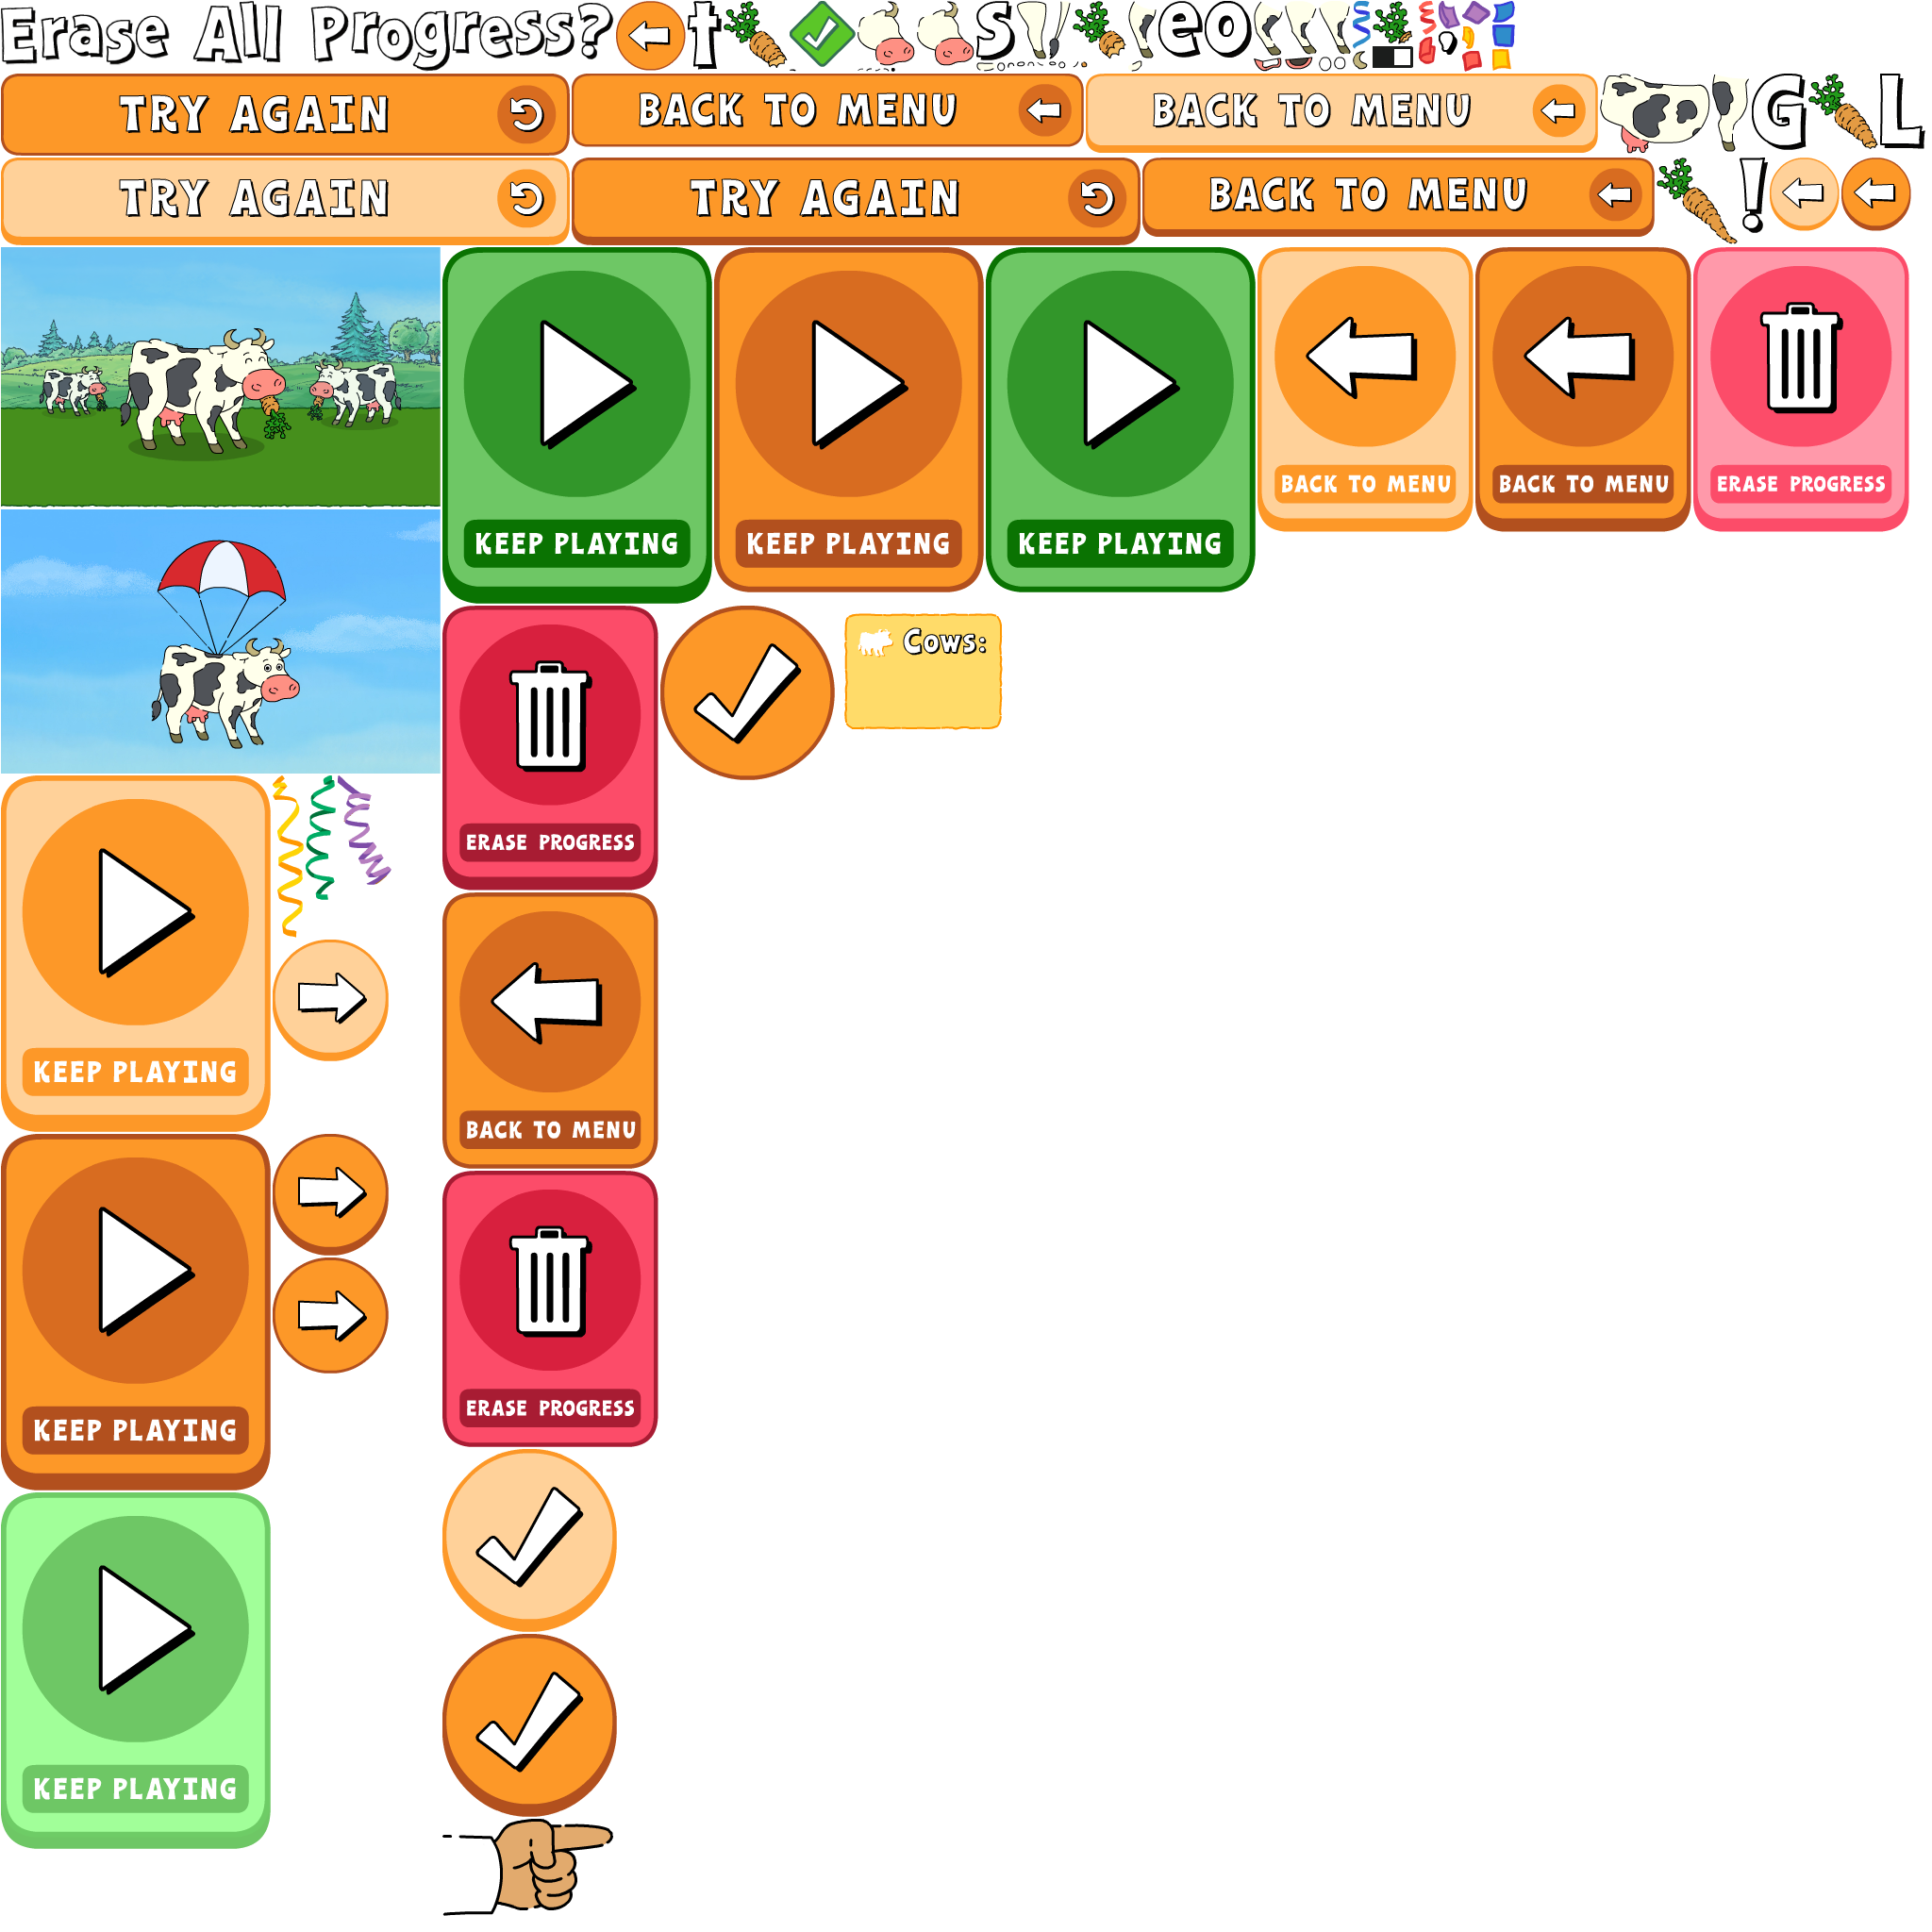 Erase All Progress? t s eo
TRY AGAIN BACK TO MENU BACK TO MENU G L
TRY AGAIN TRY AGAIN BACK TO MENU !
BACK TO MENU BACK TO MENU ERASE PROGRESS
KEEP PLAYING KEEP PLAYING KEEP PLAYING
Cows:
ERASE PROGRESS
KEEP PLAYING
BACK TO MENU
ERASE PROGRESS
KEEP PLAYING
KEEP PLAYING